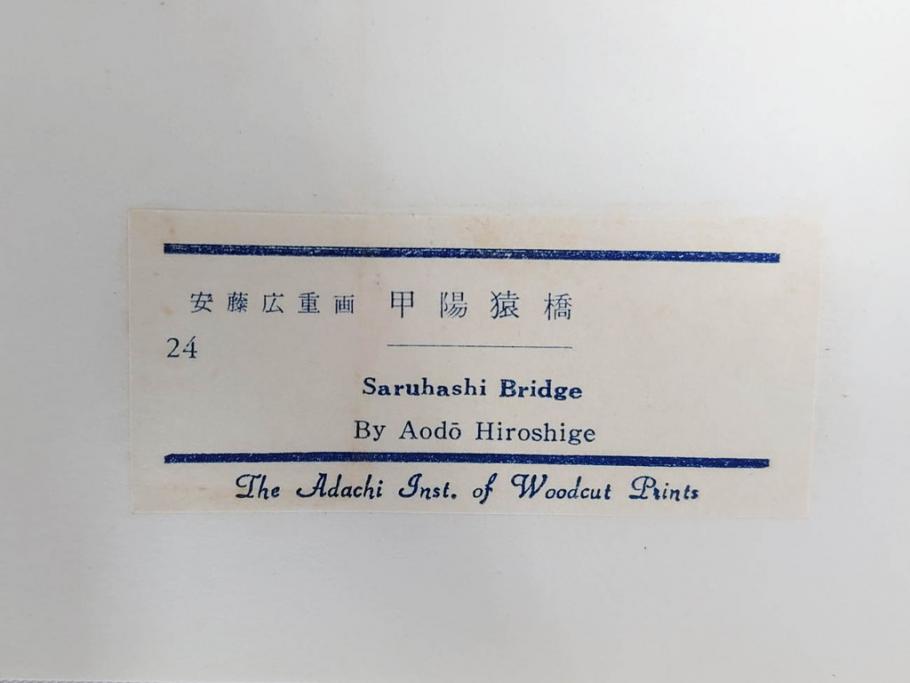 安藤広重画 甲陽猿橋
24
Saruhashi Bridge
By Aodō Hiroshige
The Adachi Inst. of Woodcut Prints